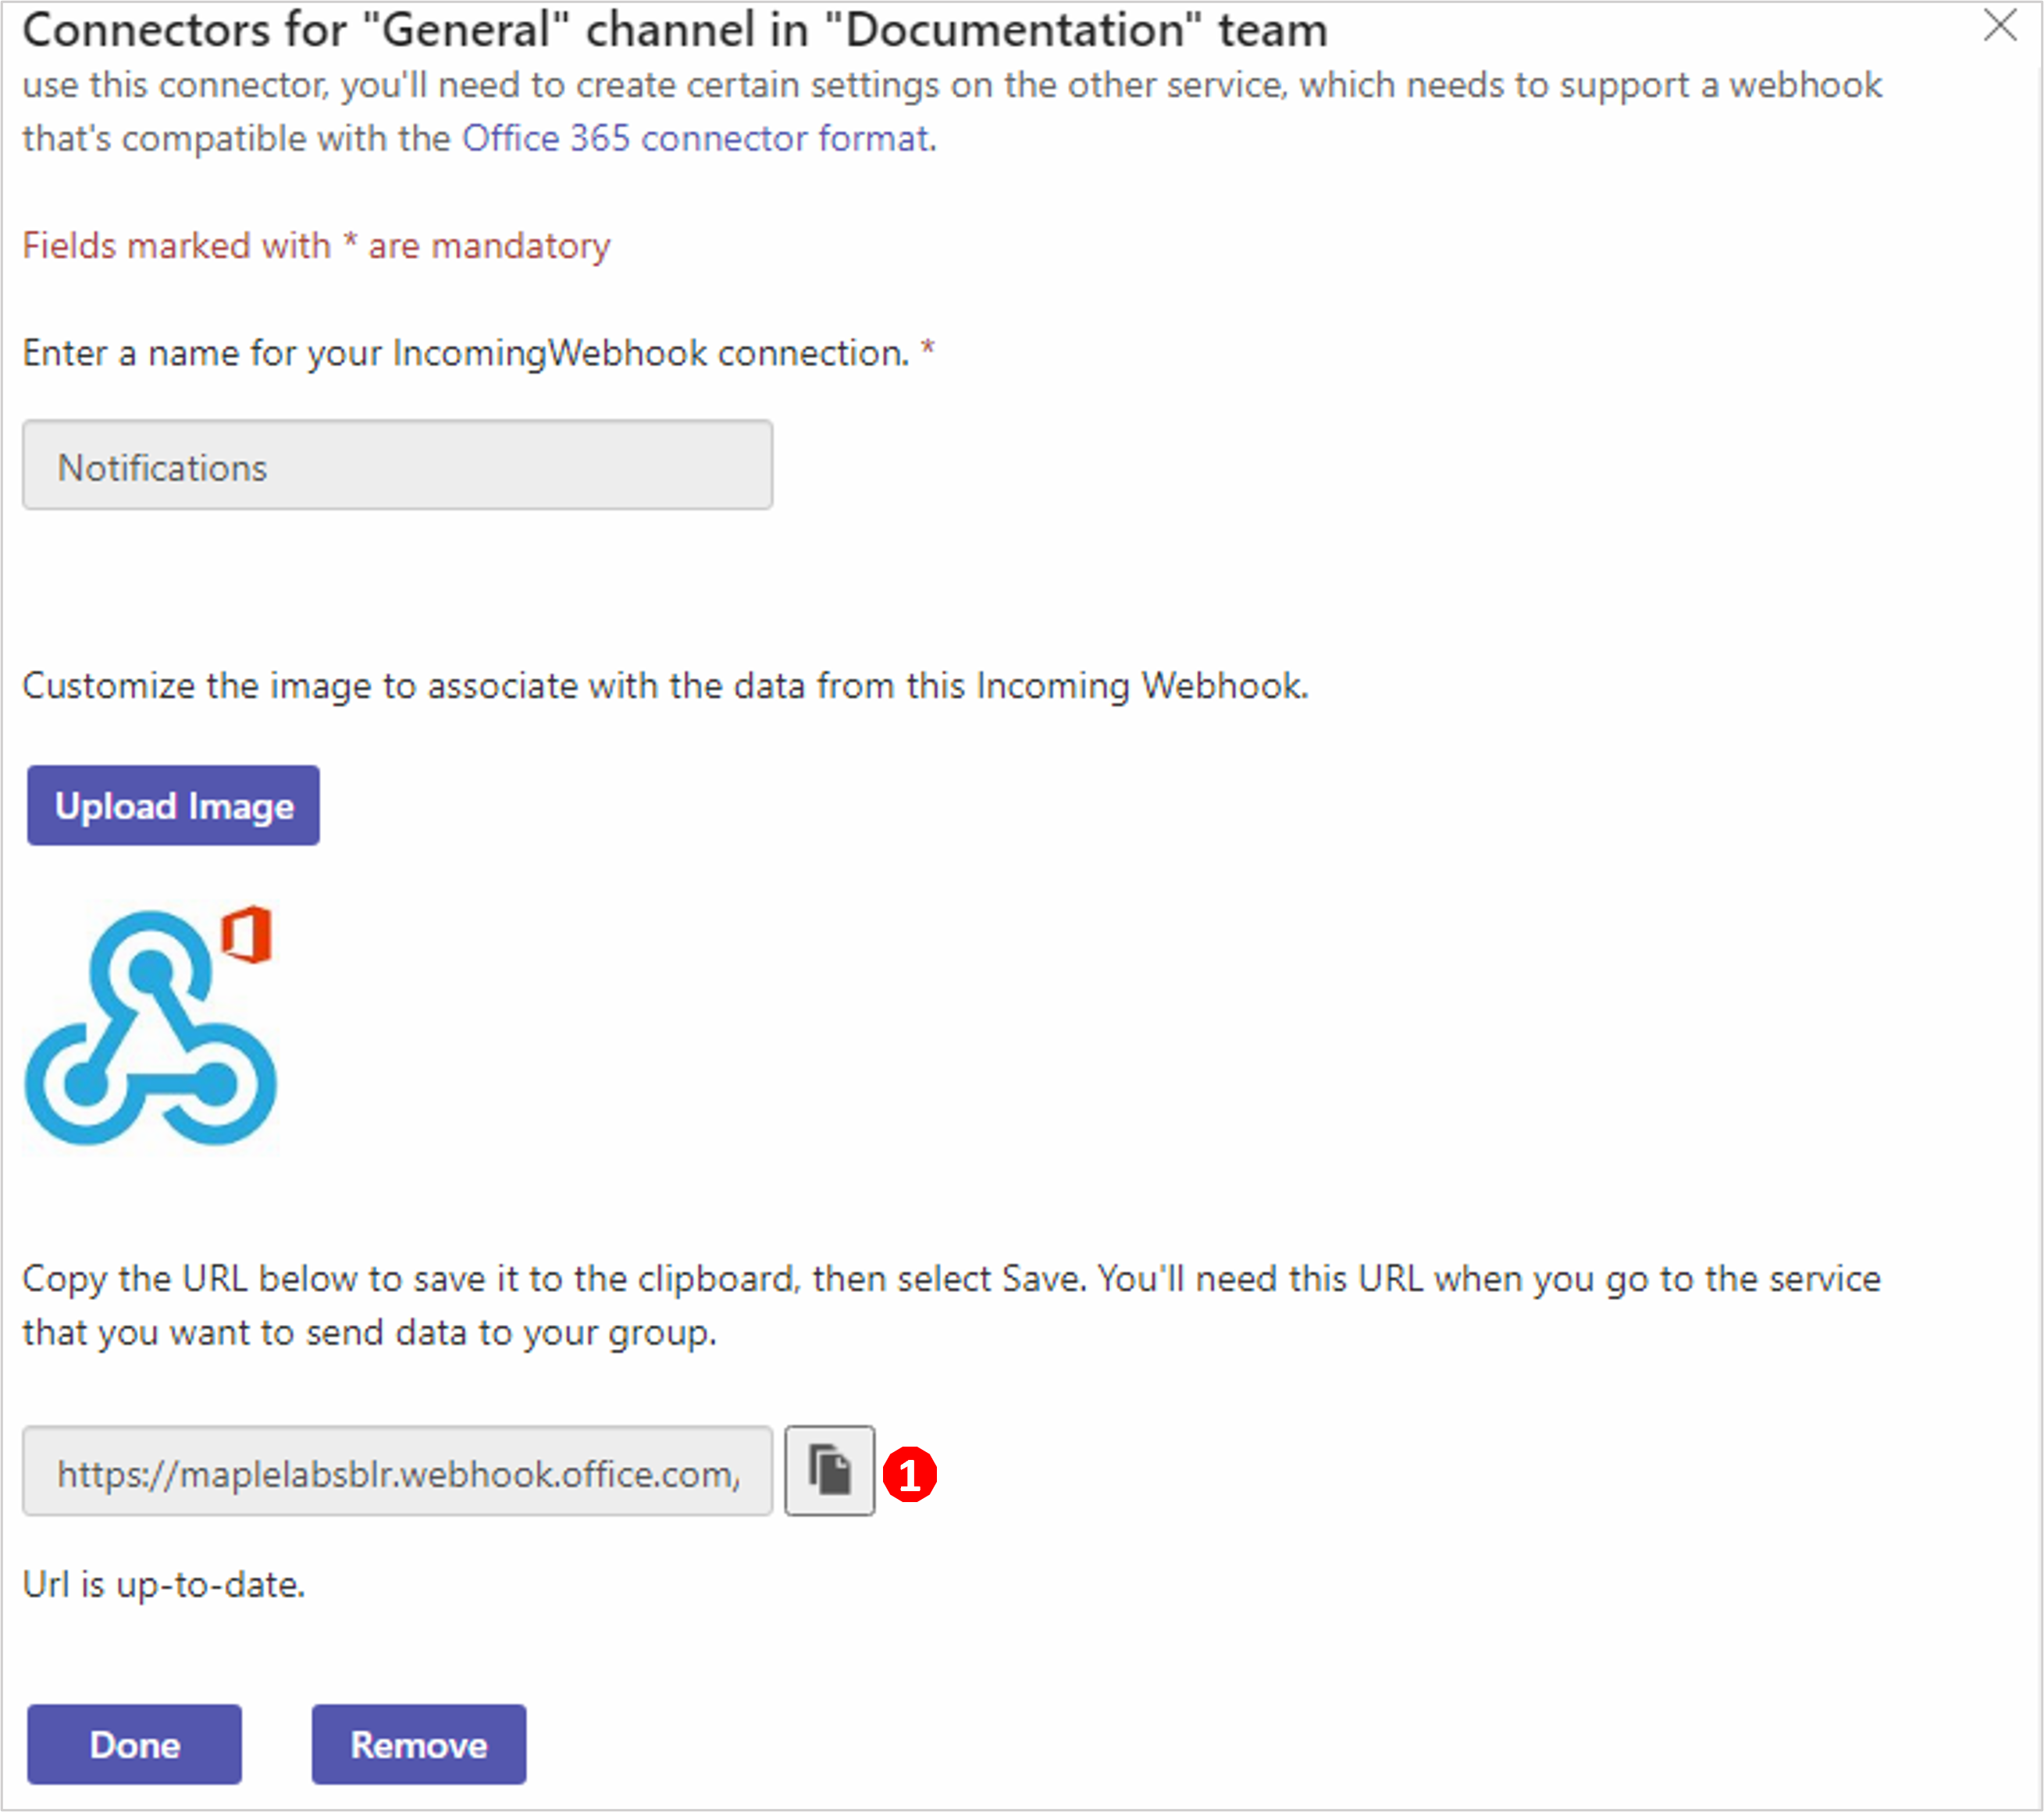 Connectors for "General" channel in "Documentation" team
use this connector, you'll need to create certain settings on the other service, which needs to support a webhook
that's compatible with the Office 365 connector format.
Fields marked with * are mandatory
Enter a name for your IncomingWebhook connection. *
Notifications
Customize the image to associate with the data from this Incoming Webhook.
Upload Image
Copy the URL below to save it to the clipboard, then select Save. You'll need this URL when you go to the service
that you want to send data to your group.
https://maplelabsblr.webhook.office.com/
1
Url is up-to-date.
Done
Remove